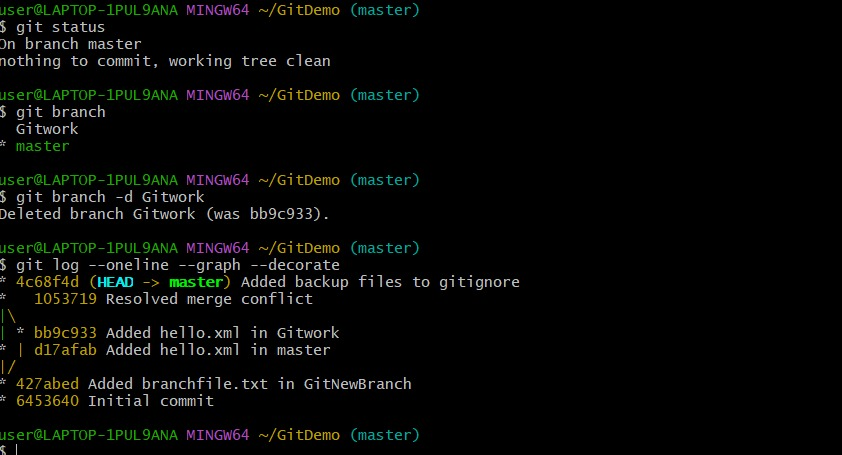 user@LAPTOP-1PUL9ANA MINGW64 ~/GitDemo (master)
$ git status
On branch master
nothing to commit, working tree clean
user@LAPTOP-1PUL9ANA MINGW64 ~/GitDemo (master)
$ git branch
  Gitwork
* master
user@LAPTOP-1PUL9ANA MINGW64 ~/GitDemo (master)
$ git branch -d Gitwork
Deleted branch Gitwork (was bb9c933).
user@LAPTOP-1PUL9ANA MINGW64 ~/GitDemo (master)
$ git log --oneline --graph --decorate
* 4c68f4d (HEAD -> master) Added backup files to gitignore
*   1053719 Resolved merge conflict
|\
| * bb9c933 Added hello.xml in Gitwork
* | d17afab Added hello.xml in master
|/
* 427abed Added branchfile.txt in GitNewBranch
* 6453640 Initial commit
user@LAPTOP-1PUL9ANA MINGW64 ~/GitDemo (master)
$